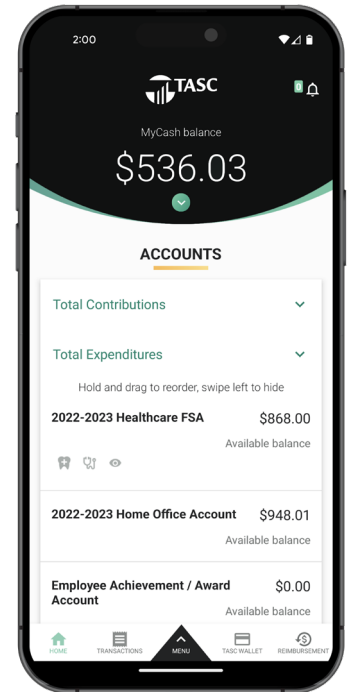 2:00
TASC
0
MyCash balance
$536.03
ACCOUNTS
Total Contributions
Total Expenditures
Hold and drag to reorder, swipe left to hide
2022-2023 Healthcare FSA $868.00
Available balance
2022-2023 Home Office Account $948.01
Available balance
Employee Achievement / Award $0.00
Account
Available balance
HOME TRANSACTIONS MENU TASC WALLET REIMBURSEMENT